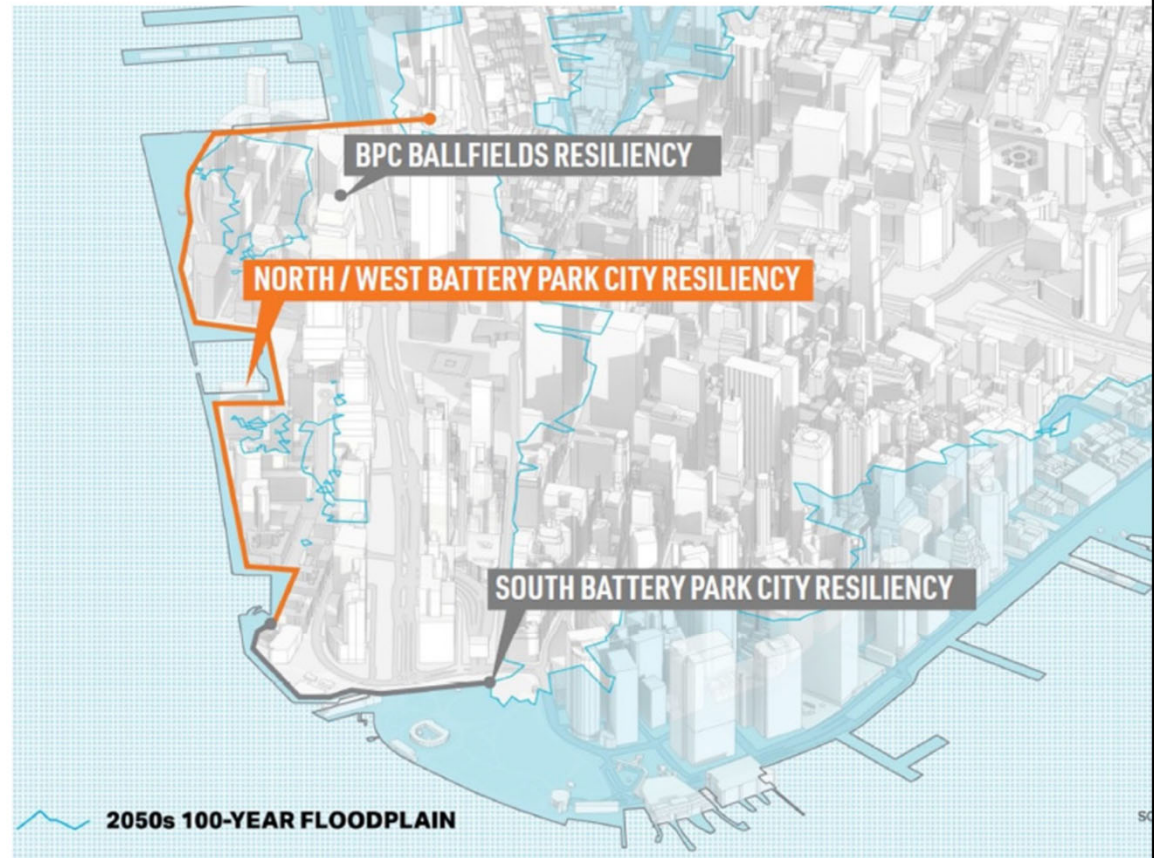 BPC BALLFIELDS RESILIENCY
NORTH / WEST BATTERY PARK CITY RESILIENCY
SOUTH BATTERY PARK CITY RESILIENCY
2050s 100-YEAR FLOODPLAIN